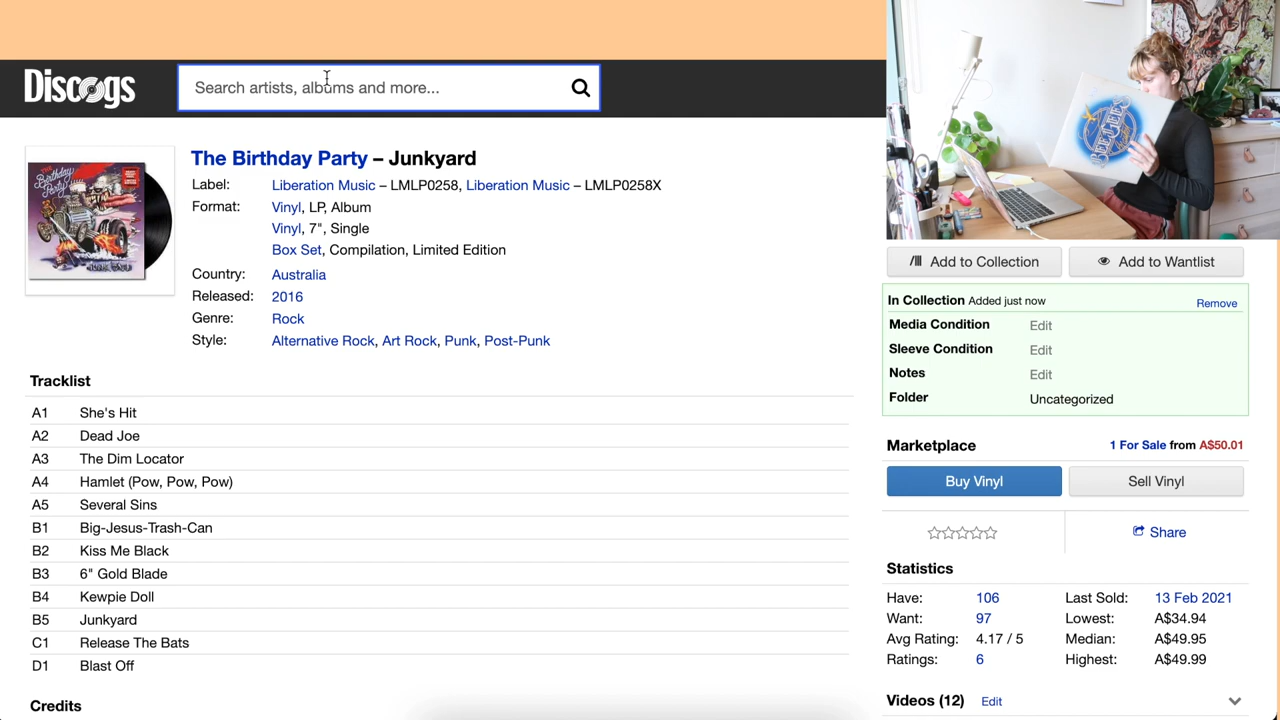 Discogs
Search artists, albums and more...
BEE GEES
The Birthday Party – Junkyard
Label: Liberation Music – LMLP0258, Liberation Music – LMLP0258X
Format: Vinyl, LP, Album
Vinyl, 7", Single
Box Set, Compilation, Limited Edition
Country: Australia
Released: 2016
Genre: Rock
Style: Alternative Rock, Art Rock, Punk, Post-Punk
Birthday Party
Tracklist
A1 She's Hit
A2 Dead Joe
A3 The Dim Locator
A4 Hamlet (Pow, Pow, Pow)
A5 Several Sins
B1 Big-Jesus-Trash-Can
B2 Kiss Me Black
B3 6" Gold Blade
B4 Kewpie Doll
B5 Junkyard
C1 Release The Bats
D1 Blast Off
Credits
Add to Collection
Add to Wantlist
In Collection Added just now Remove
Media Condition Edit
Sleeve Condition Edit
Notes Edit
Folder Uncategorized
Marketplace 1 For Sale from A$50.01
Buy Vinyl
Sell Vinyl
Share
Statistics
Have: 106 Last Sold: 13 Feb 2021
Want: 97 Lowest: A$34.94
Avg Rating: 4.17 / 5 Median: A$49.95
Ratings: 6 Highest: A$49.99
Videos (12) Edit